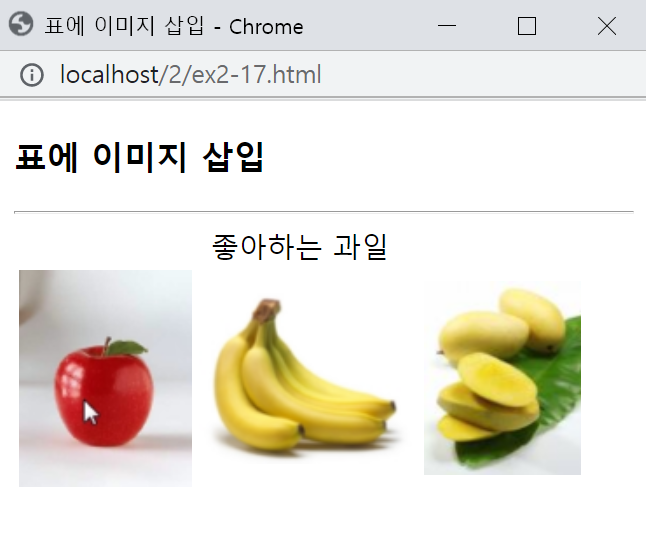 표에 이미지 삽입 - Chrome
localhost/2/ex2-17.html
표에 이미지 삽입
좋아하는 과일